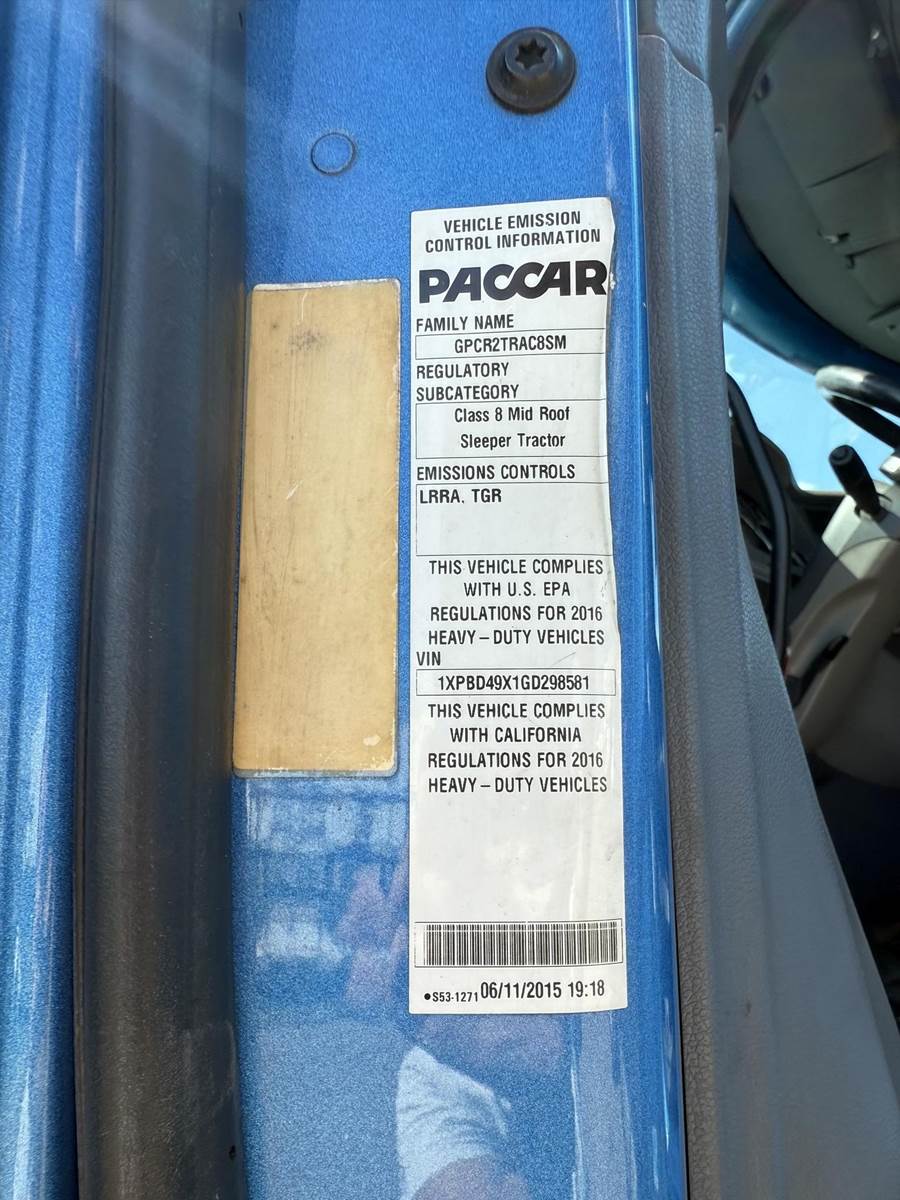 VEHICLE EMISSION
CONTROL INFORMATION
PACCAR
FAMILY NAME
GPCR2TRAC8SM
REGULATORY
SUBCATEGORY
Class 8 Mid Roof
Sleeper Tractor
EMISSIONS CONTROLS
LRRA, TGR
THIS VEHICLE COMPLIES
WITH U.S. EPA
REGULATIONS FOR 2016
HEAVY – DUTY VEHICLES
VIN
1XPBD49X1GD298581
THIS VEHICLE COMPLIES
WITH CALIFORNIA
REGULATIONS FOR 2016
HEAVY – DUTY VEHICLES
●S53-1271 06/11/2015 19:18